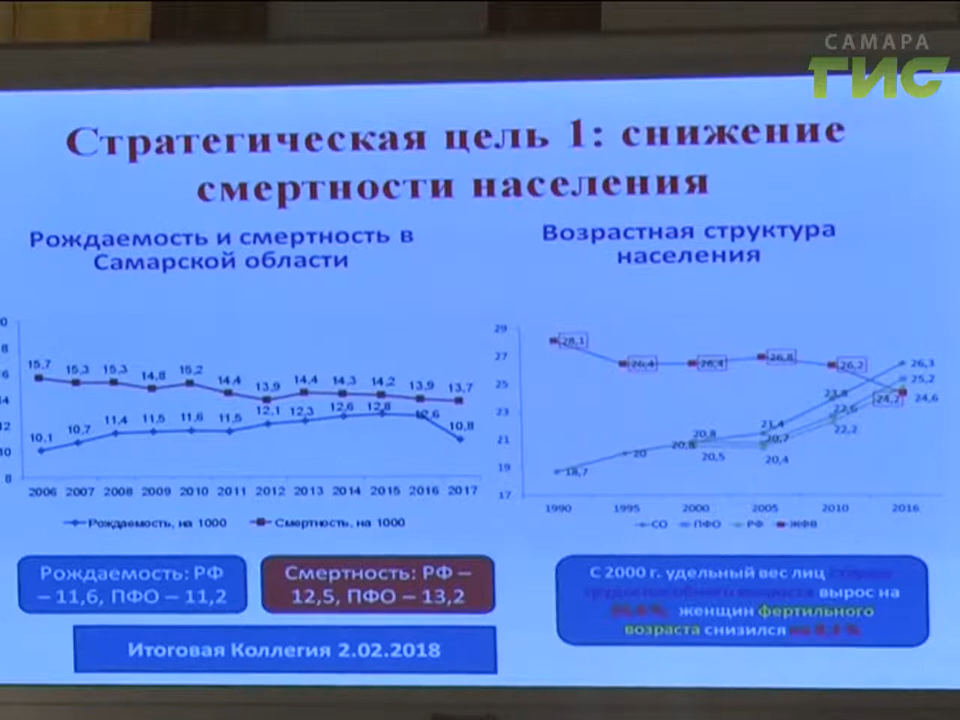 САМАРА
ГИС
Стратегическая цель 1: снижение
смертности населения
Рождаемость и смертность в
Самарской области
15,7 15,3 15,3 14,8 15,2 14,4 13,9 14,4 14,3 14,2 13,9 13,7
10,1 10,7 11,4 11,5 11,6 11,5 12,1 12,3 12,6 12,8 12,6 10,8
2006 2007 2008 2009 2010 2011 2012 2013 2014 2015 2016 2017
Рождаемость, на 1000 Смертность, на 1000
Рождаемость: РФ
– 11,6, ПФО – 11,2
Смертность: РФ –
12,5, ПФО – 13,2
Итоговая Коллегия 2.02.2018
Возрастная структура
населения
29
27
25
23
21
19
17
28,1 26,4 26,4 26,8 26,2 24,2
26,3
25,2
24,6
18,7 20 20,8 20,5 21,4 20,7 20,4 22,6 22,2
1990 1995 2000 2005 2010 2016
СО ПФО РФ ЖФВ
С 2000 г. удельный вес лиц
вырос на
женщин фертильного
возраста снизился